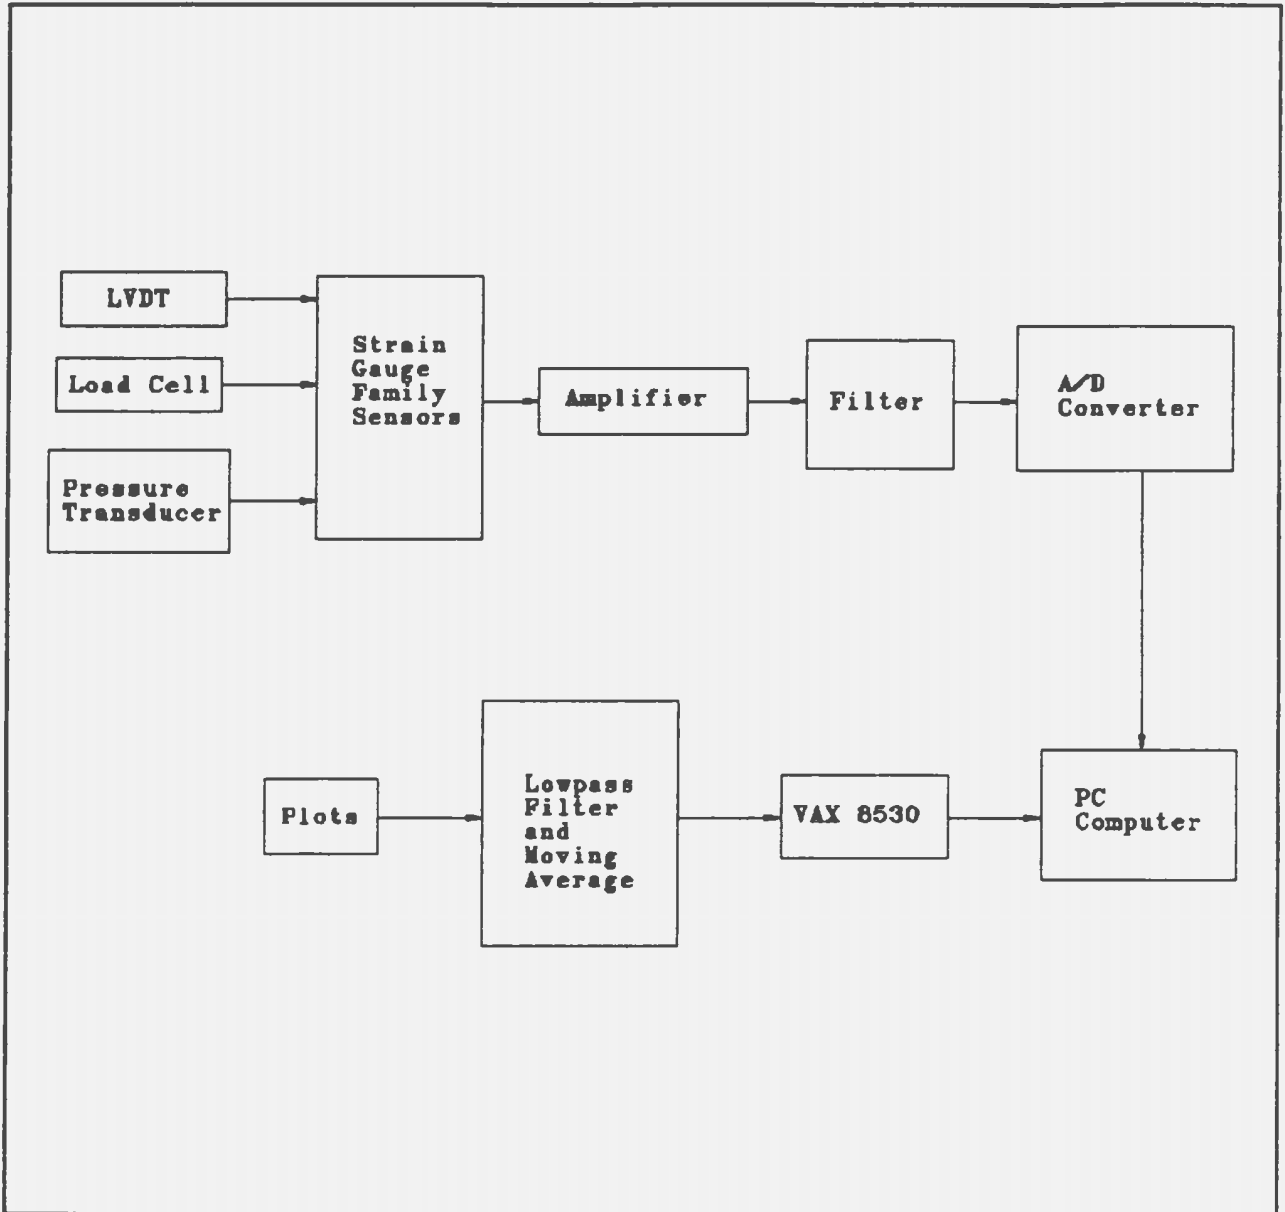 LVDT
Load Cell
Pressure
Transducer
Strain
Gauge
Family
Sensors
Amplifier
Filter
A/D
Converter
Plots
Lowpass
Filter
and
Moving
Average
VAX 8530
PC
Computer